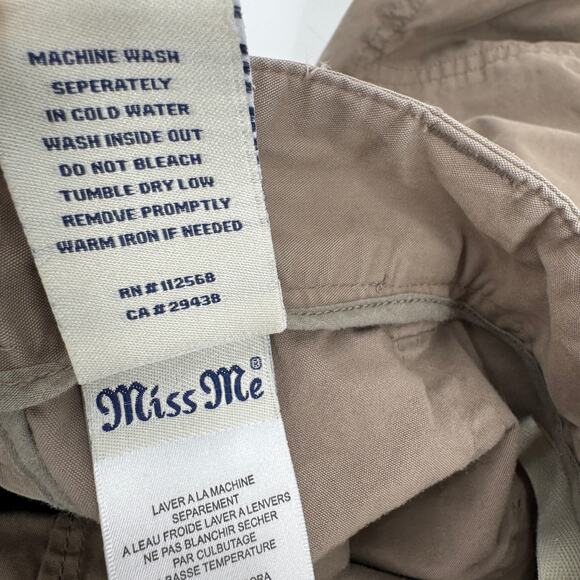 MACHINE WASH
SEPERATELY
IN COLD WATER
WASH INSIDE OUT
DO NOT BLEACH
TUMBLE DRY LOW
REMOVE PROMPTLY
WARM IRON IF NEEDED
RN # 112568
CA # 29438
Miss Me®
LAVER A LA MACHINE
SEPAREMENT
A LEAU FROIDE LAVER A LENVERS
NE PAS BLANCHIR SECHER
PAR CULBUTAGE
BASSE TEMPERATURE